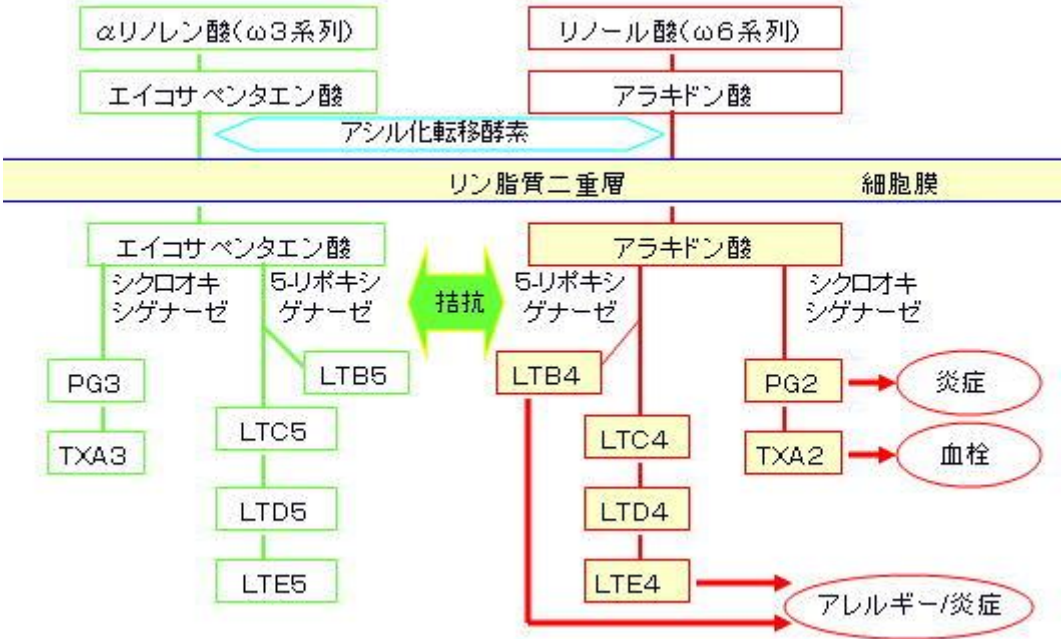 αリノレン酸(ω3系列)
リノール酸(ω6系列)
エイコサペンタエン酸
アラキドン酸
アシル化転移酵素
リン脂質二重層
細胞膜
エイコサペンタエン酸
アラキドン酸
シクロオキ
シゲナーゼ
5-リポキシ
ゲナーゼ
拮抗
5-リポキシ
ゲナーゼ
シクロオキ
シゲナーゼ
PG3
LTB5
LTB4
PG2
炎症
TXA3
LTC5
LTC4
TXA2
血栓
LTD5
LTD4
LTE5
LTE4
アレルギー/炎症